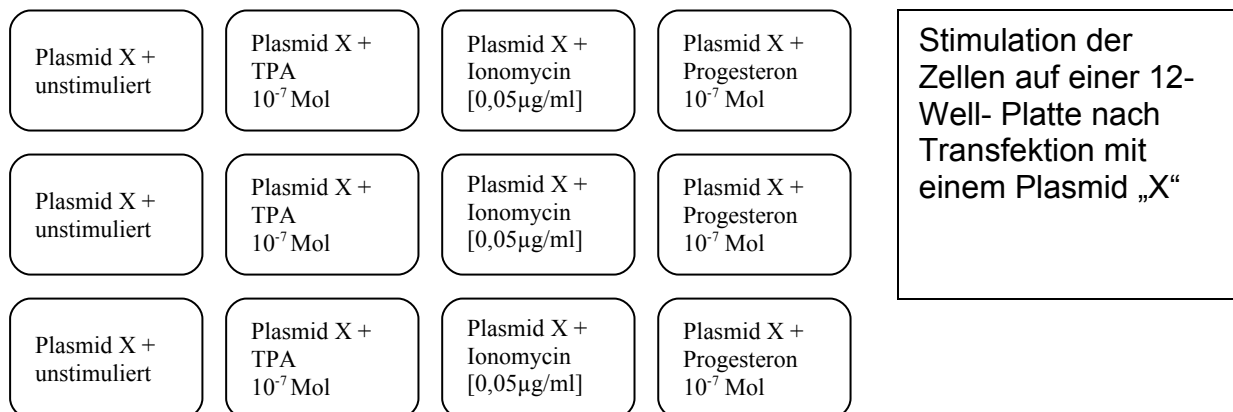 Plasmid X +
unstimuliert
Plasmid X +
TPA
10⁻⁷ Mol
Plasmid X +
Ionomycin
[0,05µg/ml]
Plasmid X +
Progesteron
10⁻⁷ Mol
Stimulation der
Zellen auf einer 12-
Well- Platte nach
Transfektion mit
einem Plasmid „X“
Plasmid X +
unstimuliert
Plasmid X +
TPA
10⁻⁷ Mol
Plasmid X +
Ionomycin
[0,05µg/ml]
Plasmid X +
Progesteron
10⁻⁷ Mol
Plasmid X +
unstimuliert
Plasmid X +
TPA
10⁻⁷ Mol
Plasmid X +
Ionomycin
[0,05µg/ml]
Plasmid X +
Progesteron
10⁻⁷ Mol